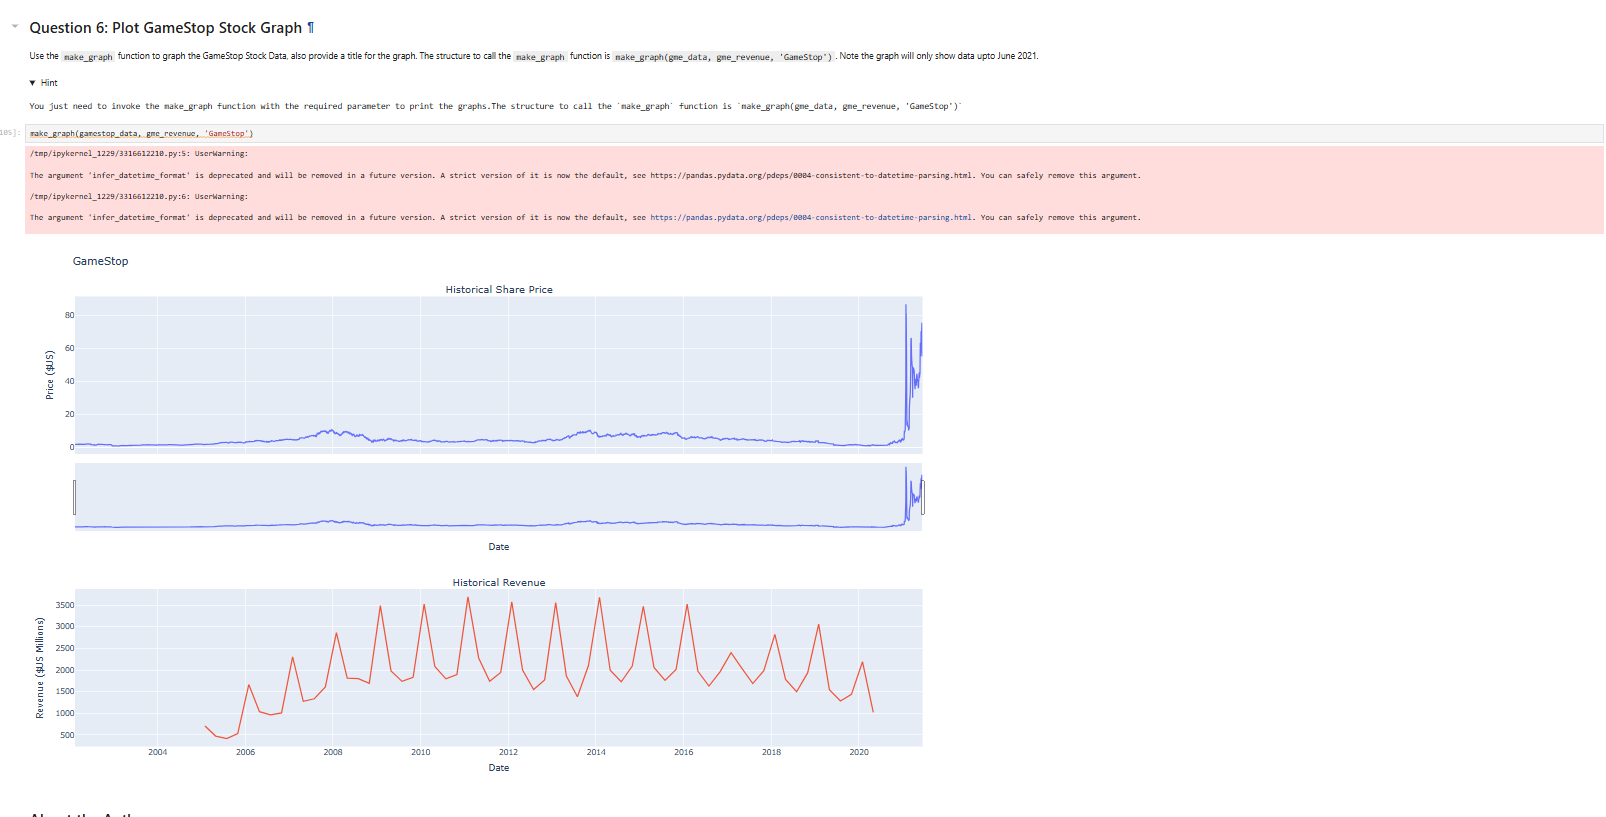 Question 6: Plot GameStop Stock Graph ¶
Use the make_graph function to graph the GameStop Stock Data, also provide a title for the graph. The structure to call the make_graph function is make_graph(gme_data, gme_revenue, 'GameStop'). Note the graph will only show data upto June 2021.
▼ Hint
You just need to invoke the make_graph function with the required parameter to print the graphs.The structure to call the `make_graph` function is `make_graph(gme_data, gme_revenue, 'GameStop')`
105]: make_graph(gamestop_data, gme_revenue, 'GameStop')
/tmp/ipykernel_1229/3316612210.py:5: UserWarning:
The argument 'infer_datetime_format' is deprecated and will be removed in a future version. A strict version of it is now the default, see https://pandas.pydata.org/pdeps/0004-consistent-to-datetime-parsing.html. You can safely remove this argument.
/tmp/ipykernel_1229/3316612210.py:6: UserWarning:
The argument 'infer_datetime_format' is deprecated and will be removed in a future version. A strict version of it is now the default, see https://pandas.pydata.org/pdeps/0004-consistent-to-datetime-parsing.html. You can safely remove this argument.
GameStop
Historical Share Price
Price ($US)
80
60
40
20
0
Date
Historical Revenue
Revenue ($US Millions)
3500
3000
2500
2000
1500
1000
500
2004 2006 2008 2010 2012 2014 2016 2018 2020
Date